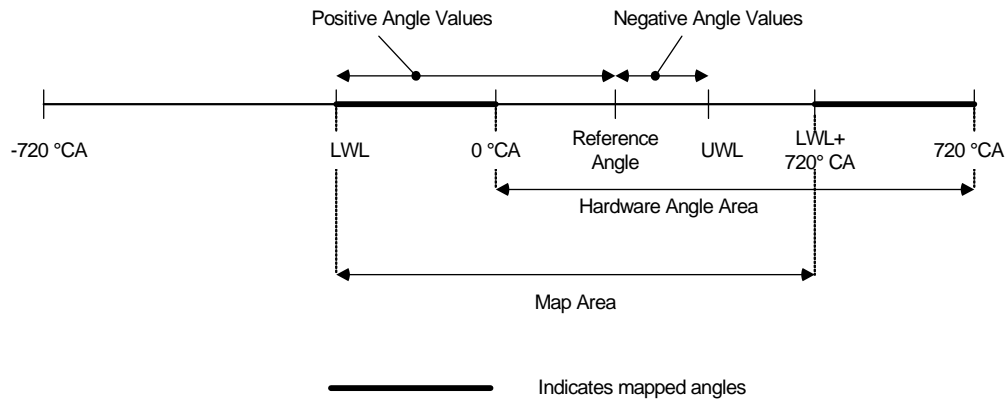 Positive Angle Values
Negative Angle Values
-720 °CA
LWL
0 °CA
Reference
Angle
UWL
LWL+
720° CA
720 °CA
Hardware Angle Area
Map Area
Indicates mapped angles